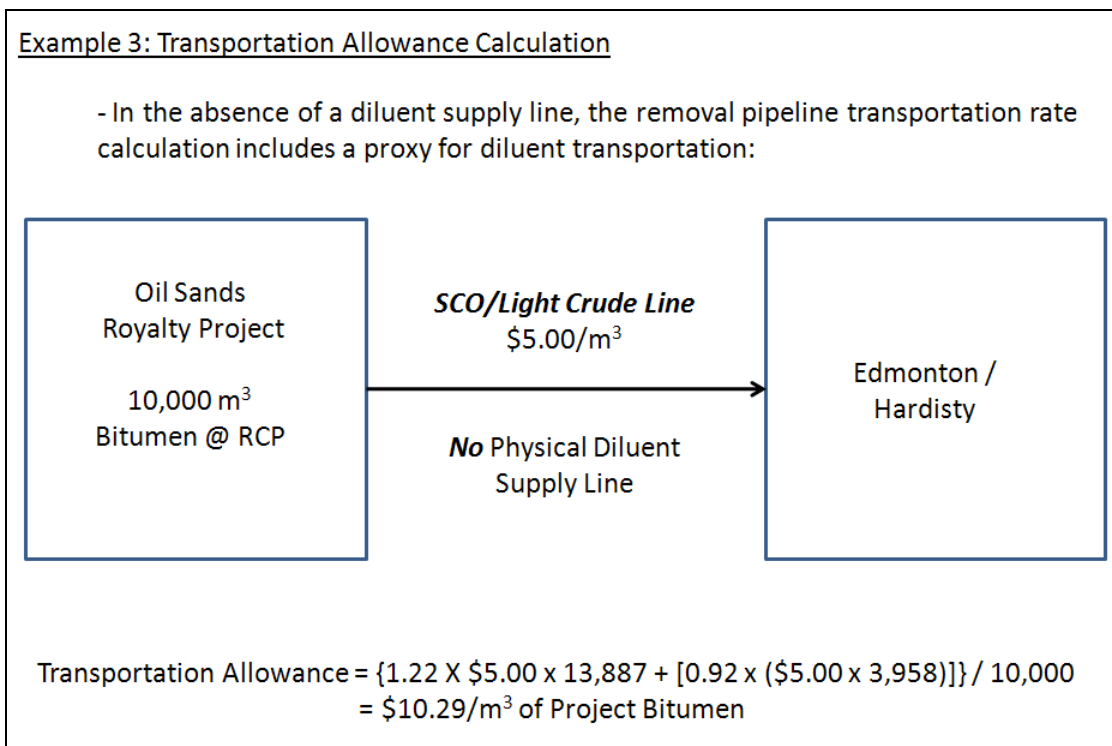 Example 3: Transportation Allowance Calculation
- In the absence of a diluent supply line, the removal pipeline transportation rate
calculation includes a proxy for diluent transportation:
Oil Sands
Royalty Project
10,000 m³
Bitumen @ RCP
SCO/Light Crude Line
$5.00/m³
No Physical Diluent
Supply Line
Edmonton /
Hardisty
Transportation Allowance = {1.22 X $5.00 x 13,887 + [0.92 x ($5.00 x 3,958)]} / 10,000
= $10.29/m³ of Project Bitumen